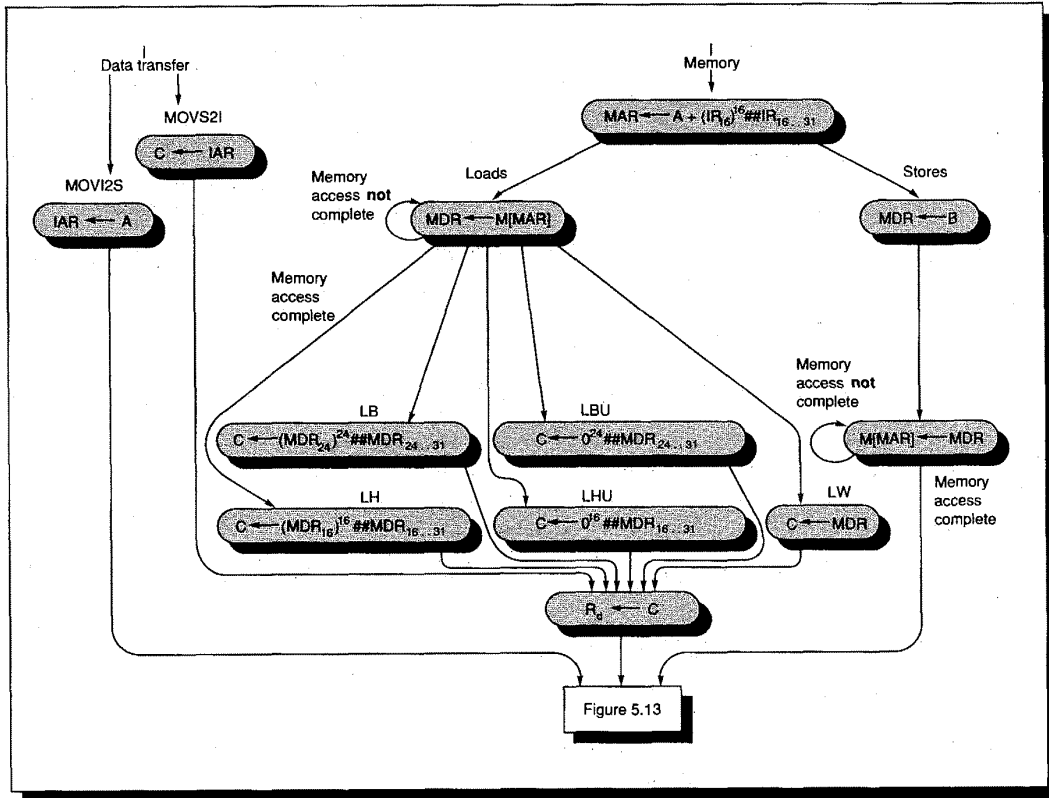 Data transfer
Memory
MOVS2I
MAR ← A + (IR₁₆)¹⁶##IR₁₆..₃₁
C ← IAR
Loads
Stores
MOVI2S
Memory
access not
complete
IAR ← A
MDR ← M[MAR]
MDR ← B
Memory
access
complete
Memory
access not
complete
LB
LBU
C ← (MDR₂₄)²⁴##MDR₂₄..₃₁
C ← 0²⁴##MDR₂₄..₃₁
M[MAR] ← MDR
LH
LHU
LW
Memory
access
complete
C ← (MDR₁₆)¹⁶##MDR₁₆..₃₁
C ← 0¹⁶##MDR₁₆..₃₁
C ← MDR
R_d ← C
Figure 5.13